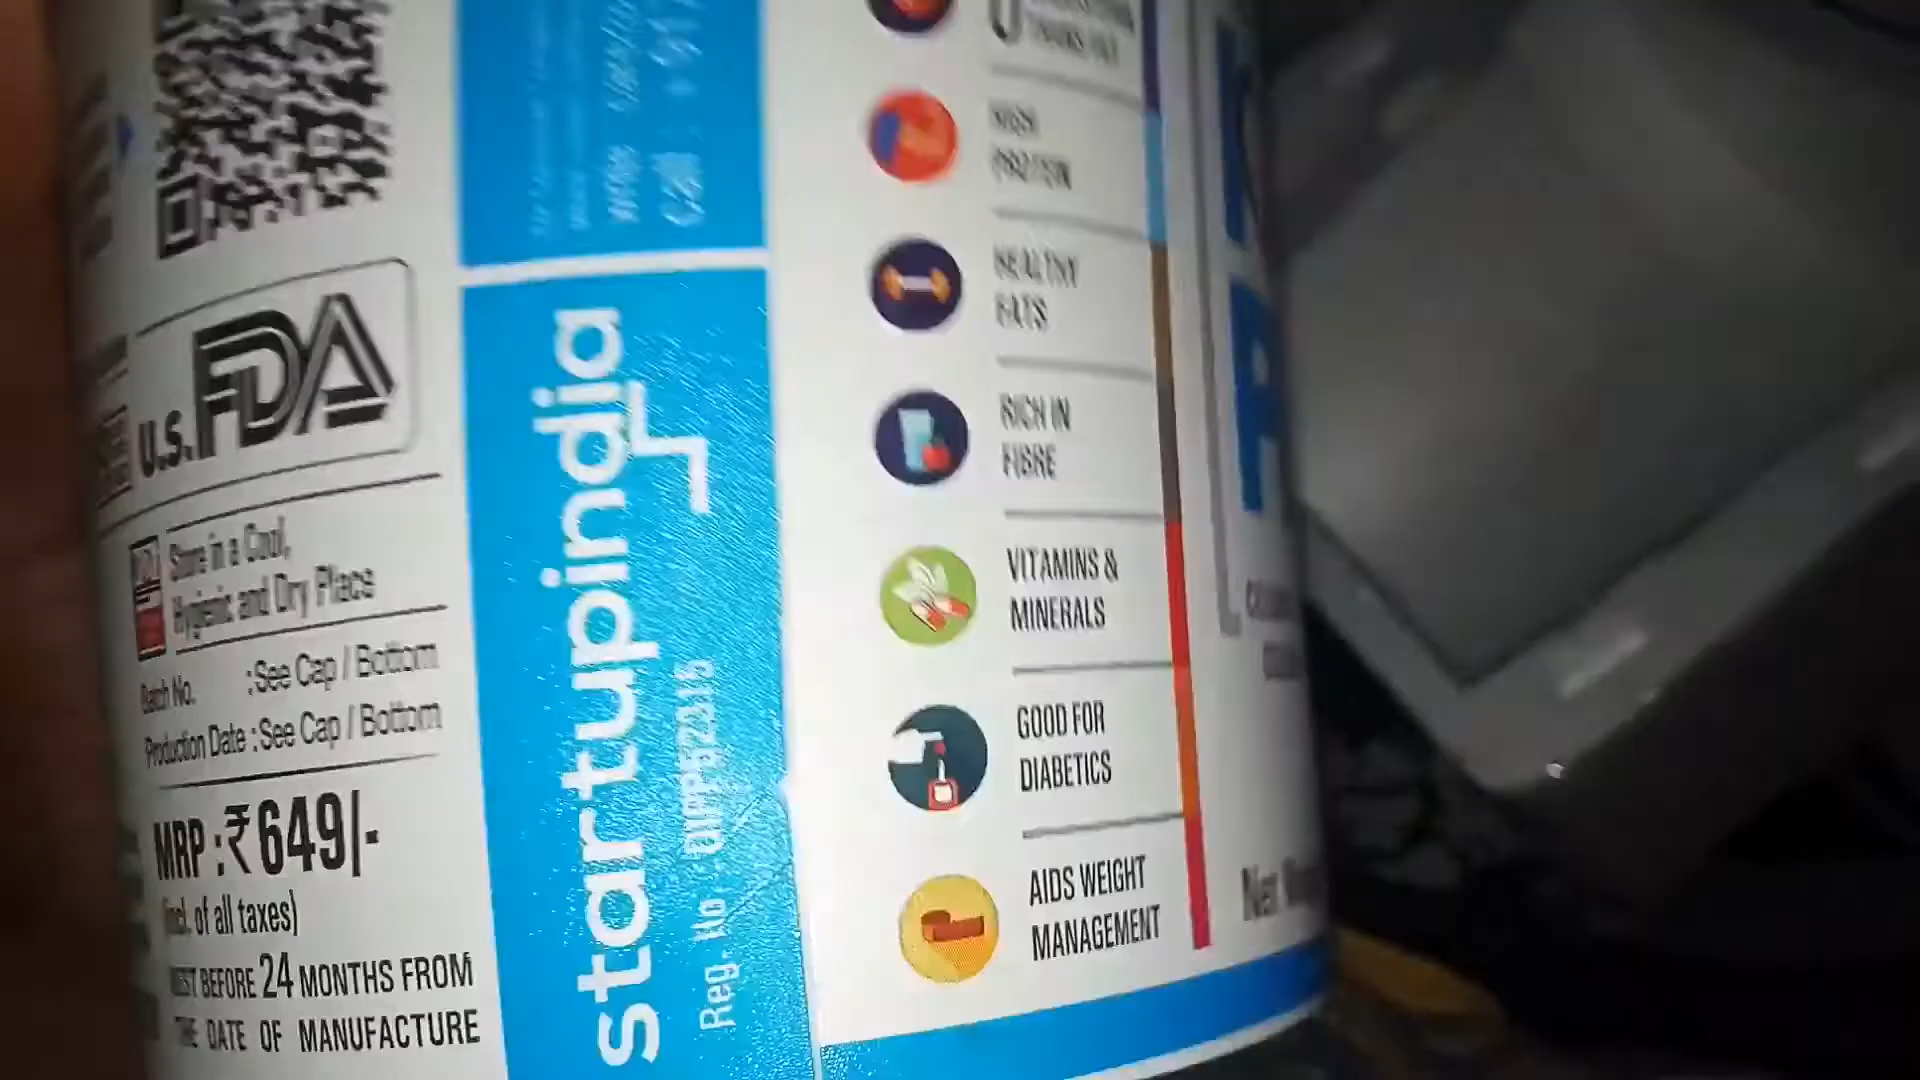 U.S. FDA
Store in a Cool,
Hygienic and Dry Place
Batch No. :See Cap / Bottom
Production Date :See Cap / Bottom
MRP :₹649/-
(incl. of all taxes)
BEST BEFORE 24 MONTHS FROM
THE DATE OF MANUFACTURE
startupindia
Reg. No
HIGH
PROTEIN
HEALTHY
FATS
RICH IN
FIBRE
VITAMINS &
MINERALS
GOOD FOR
DIABETICS
AIDS WEIGHT
MANAGEMENT